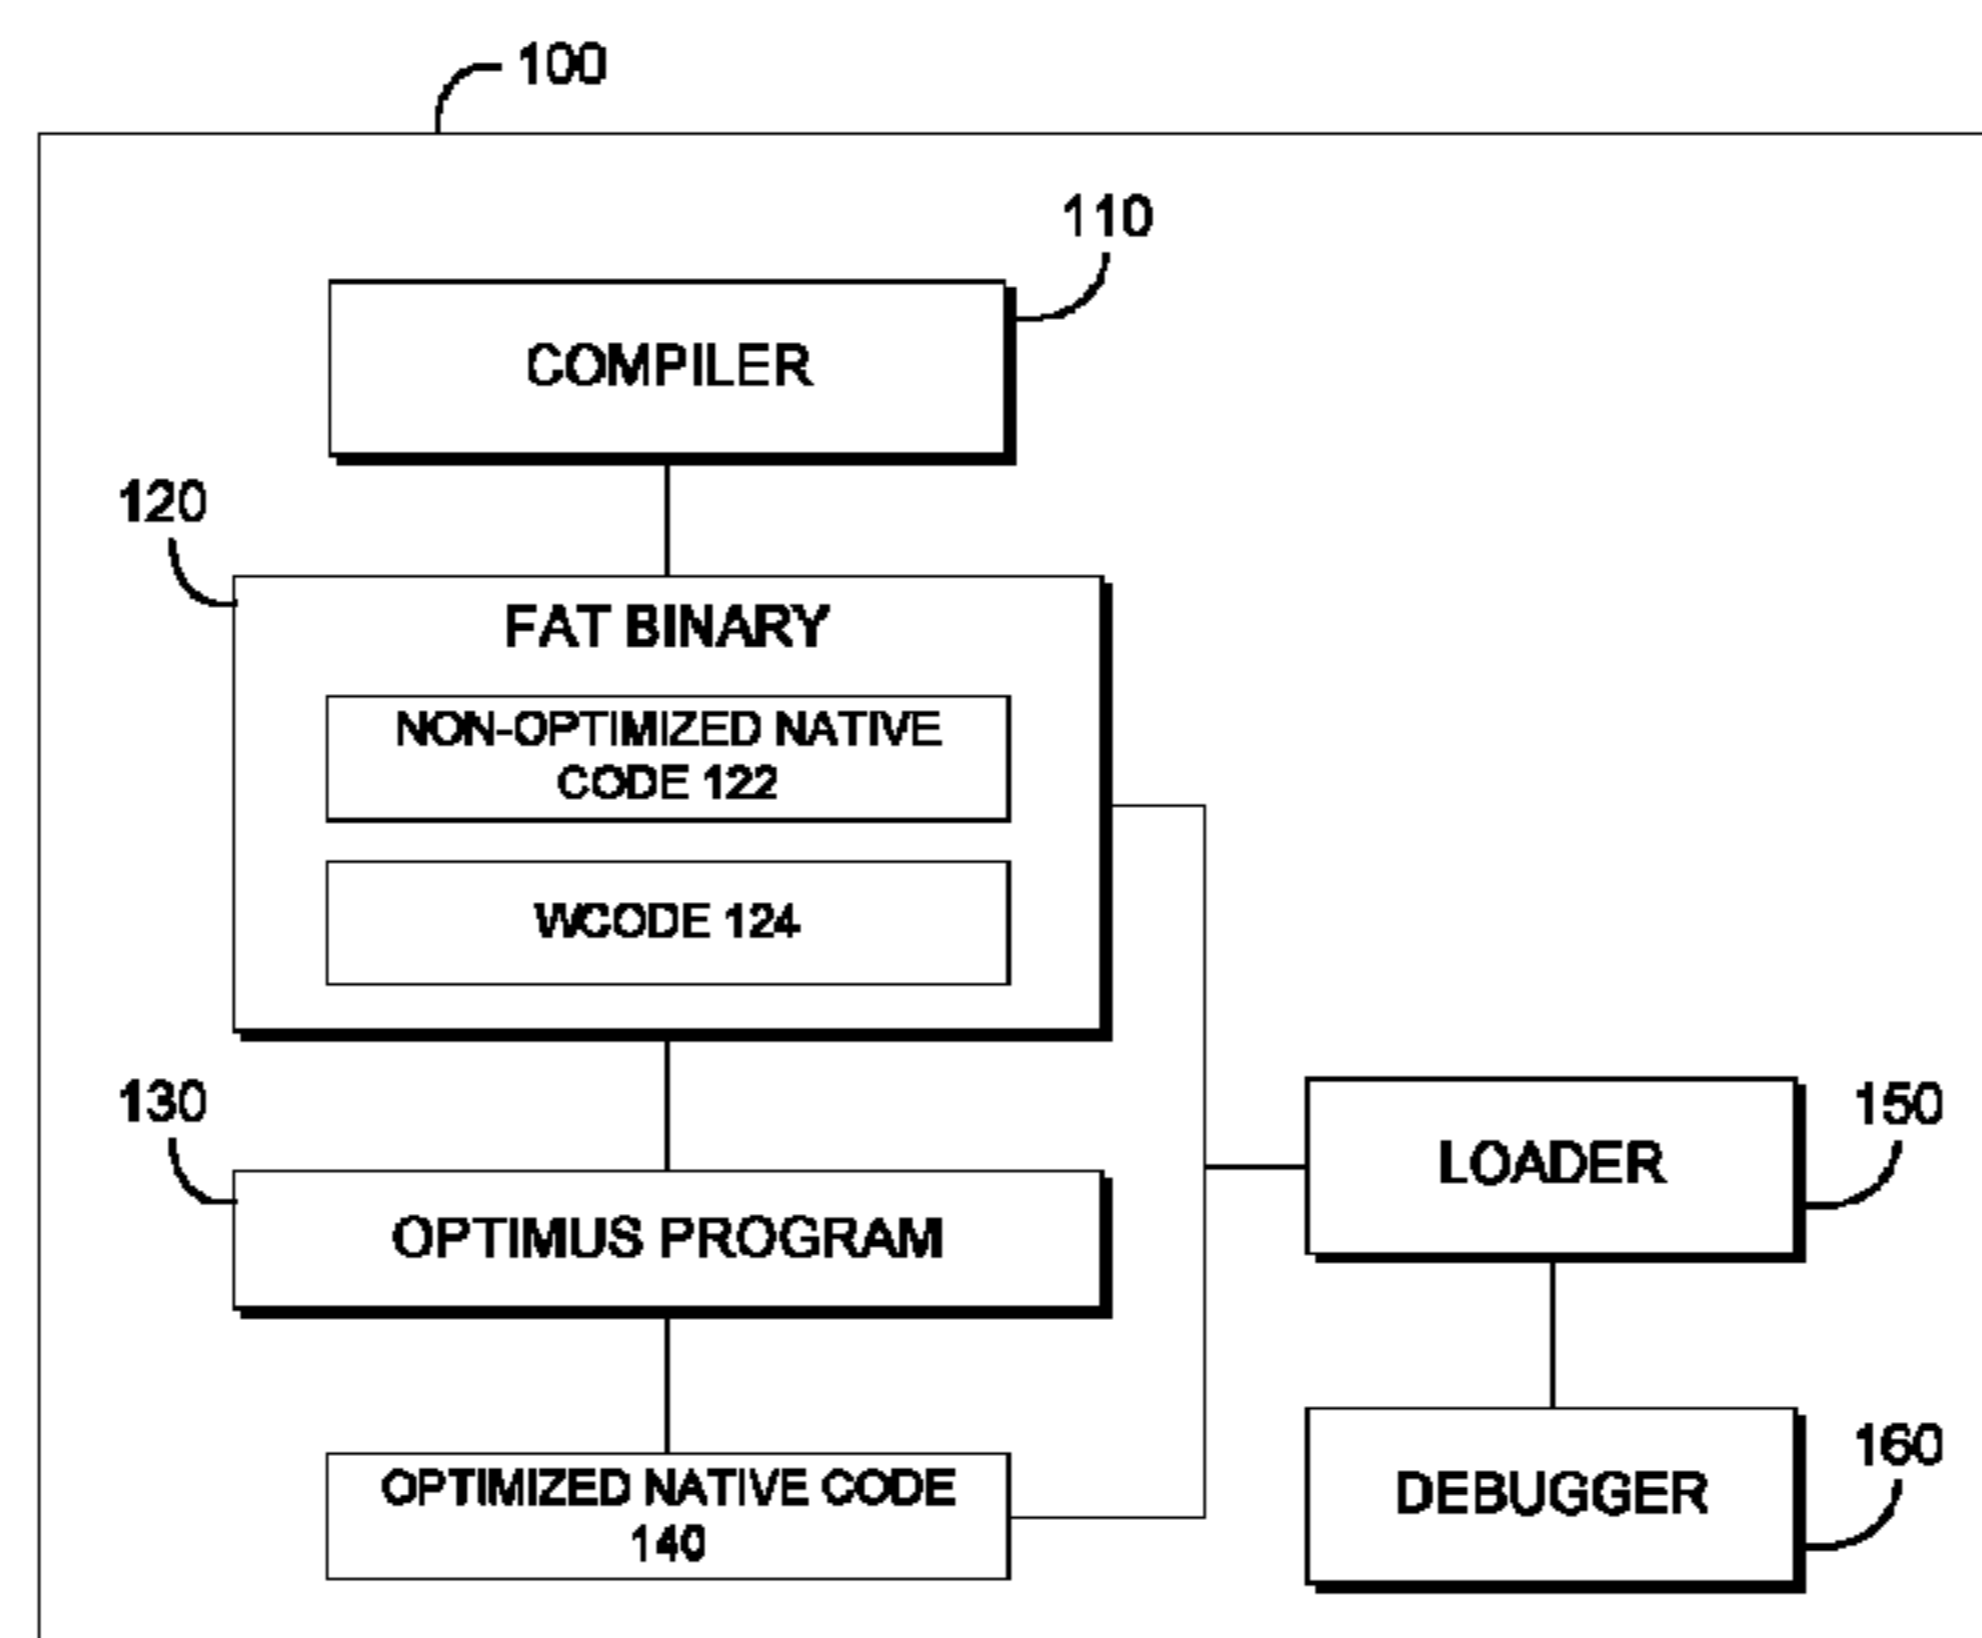 100
110
COMPILER
120
FAT BINARY
NON-OPTIMIZED NATIVE
CODE 122
WCODE 124
130
OPTIMUS PROGRAM
150
LOADER
OPTIMIZED NATIVE CODE
140
160
DEBUGGER